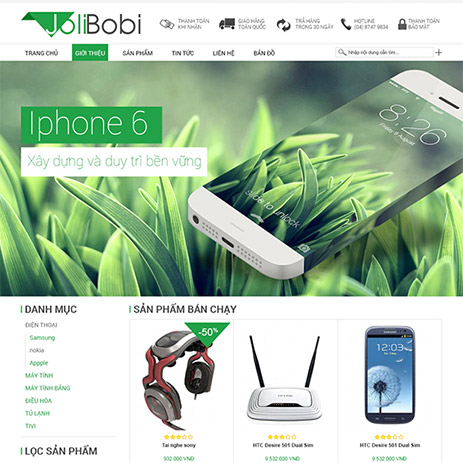 JoliBobi
THANH TOÁN
KHI NHẬN
GIAO HÀNG
TOÀN QUỐC
TRẢ HÀNG
TRONG 30 NGÀY
HOTLINE
(04) 8747 9834
THANH TOÁN
BẢO MẬT
TRANG CHỦ
GIỚI THIỆU
SẢN PHẨM
TIN TỨC
LIÊN HỆ
BẢN ĐỒ
Nhập nội dung cần tìm...
Iphone 6
Xây dựng và duy trì bền vững
8:26
slide to unlock
DANH MỤC
ĐIỆN THOẠI
Samsung
nokia
Appple
MÁY TÍNH
MÁY TÍNH BẢNG
ĐIỀU HÒA
TỦ LẠNH
TIVI
LỌC SẢN PHẨM
SẢN PHẨM BÁN CHẠY
-50%
Tai nghe sony
932.000 VNĐ
HTC Desire 501 Dual Sim
9.532.000 VNĐ
HTC Desire 501 Dual Sim
9.532.000 VNĐ